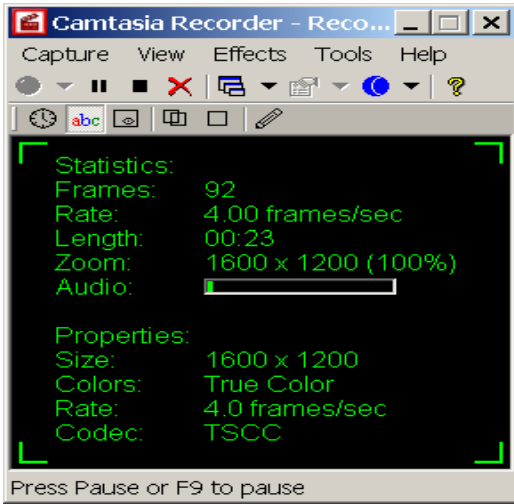 Camtasia Recorder - Reco...
Capture View Effects Tools Help
abc
Statistics:
Frames: 92
Rate: 4.00 frames/sec
Length: 00:23
Zoom: 1600 x 1200 (100%)
Audio:
Properties:
Size: 1600 x 1200
Colors: True Color
Rate: 4.0 frames/sec
Codec: TSCC
Press Pause or F9 to pause